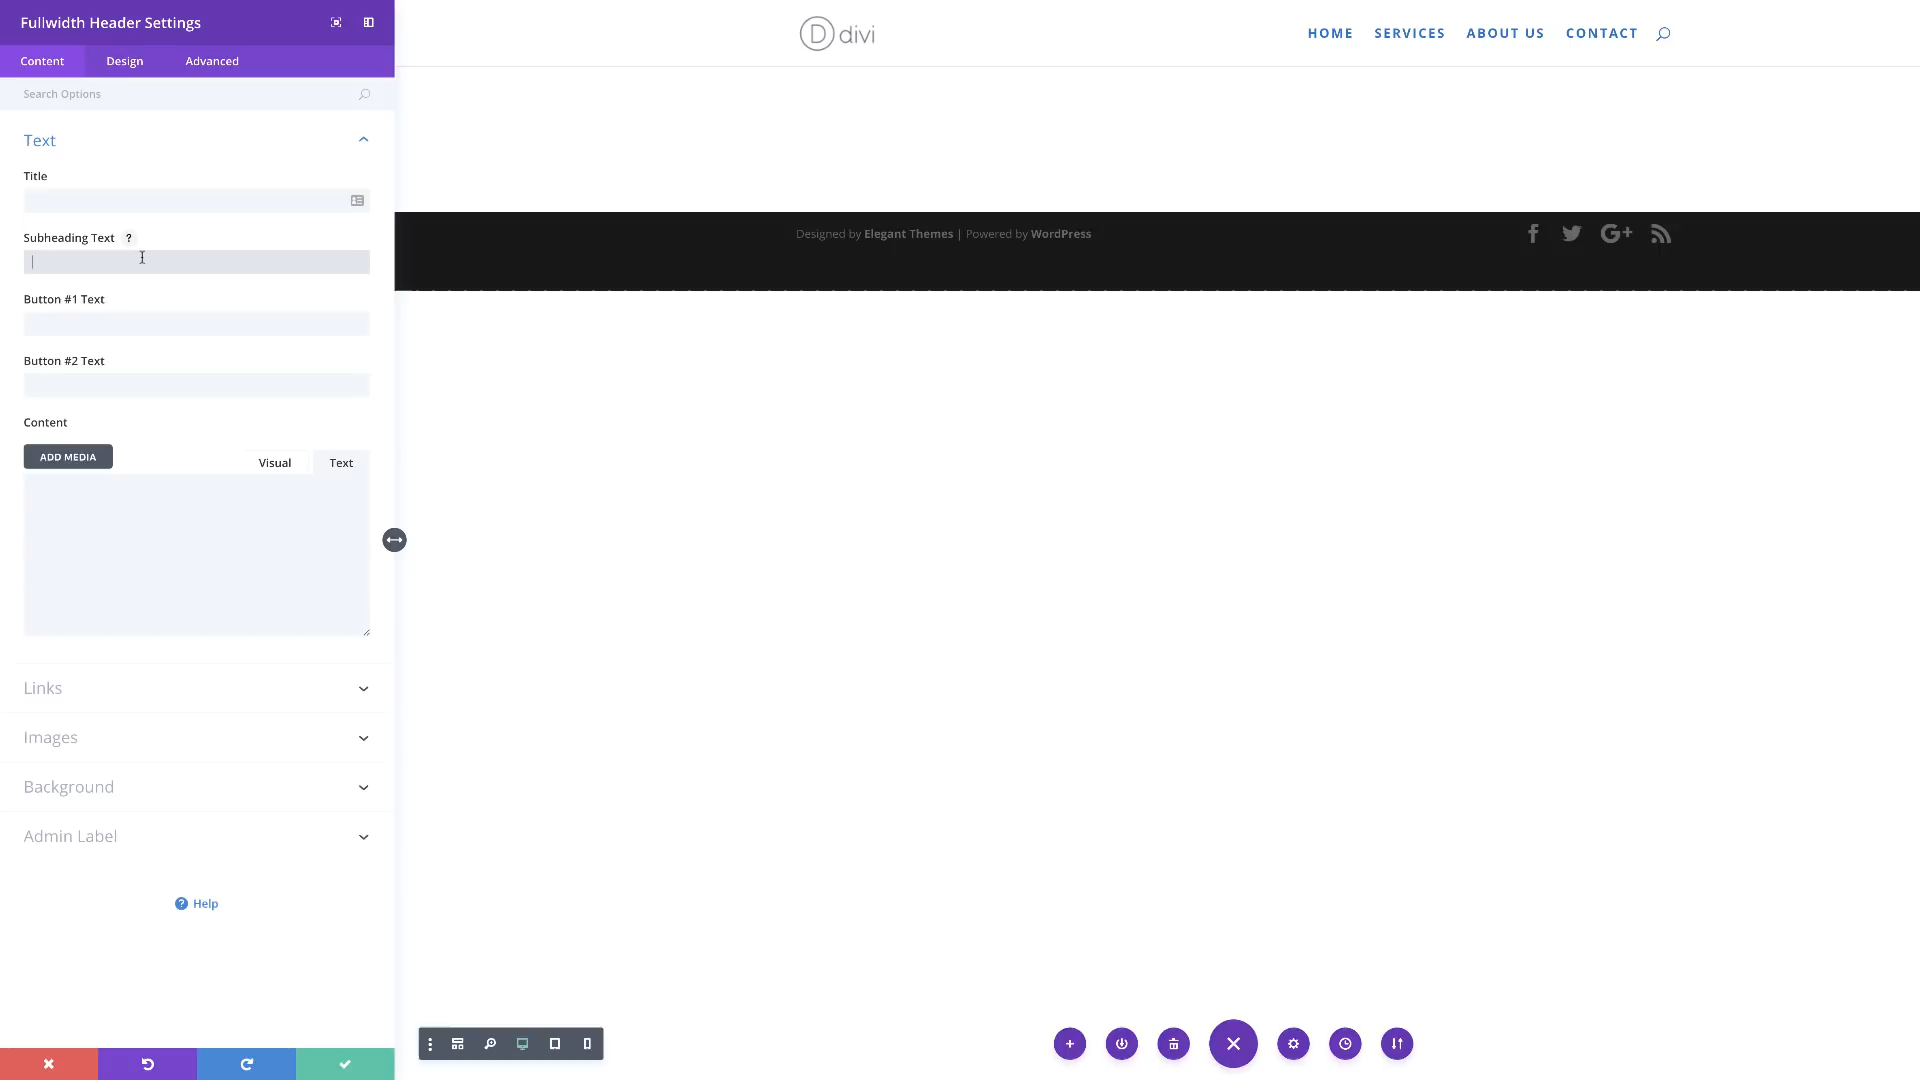 Fullwidth Header Settings
Content
Design
Advanced
Search Options
Text
Title
Subheading Text ?
Button #1 Text
Button #2 Text
Content
ADD MEDIA
Visual
Text
Links
Images
Background
Admin Label
? Help
D divi
HOME
SERVICES
ABOUT US
CONTACT
Designed by Elegant Themes | Powered by WordPress